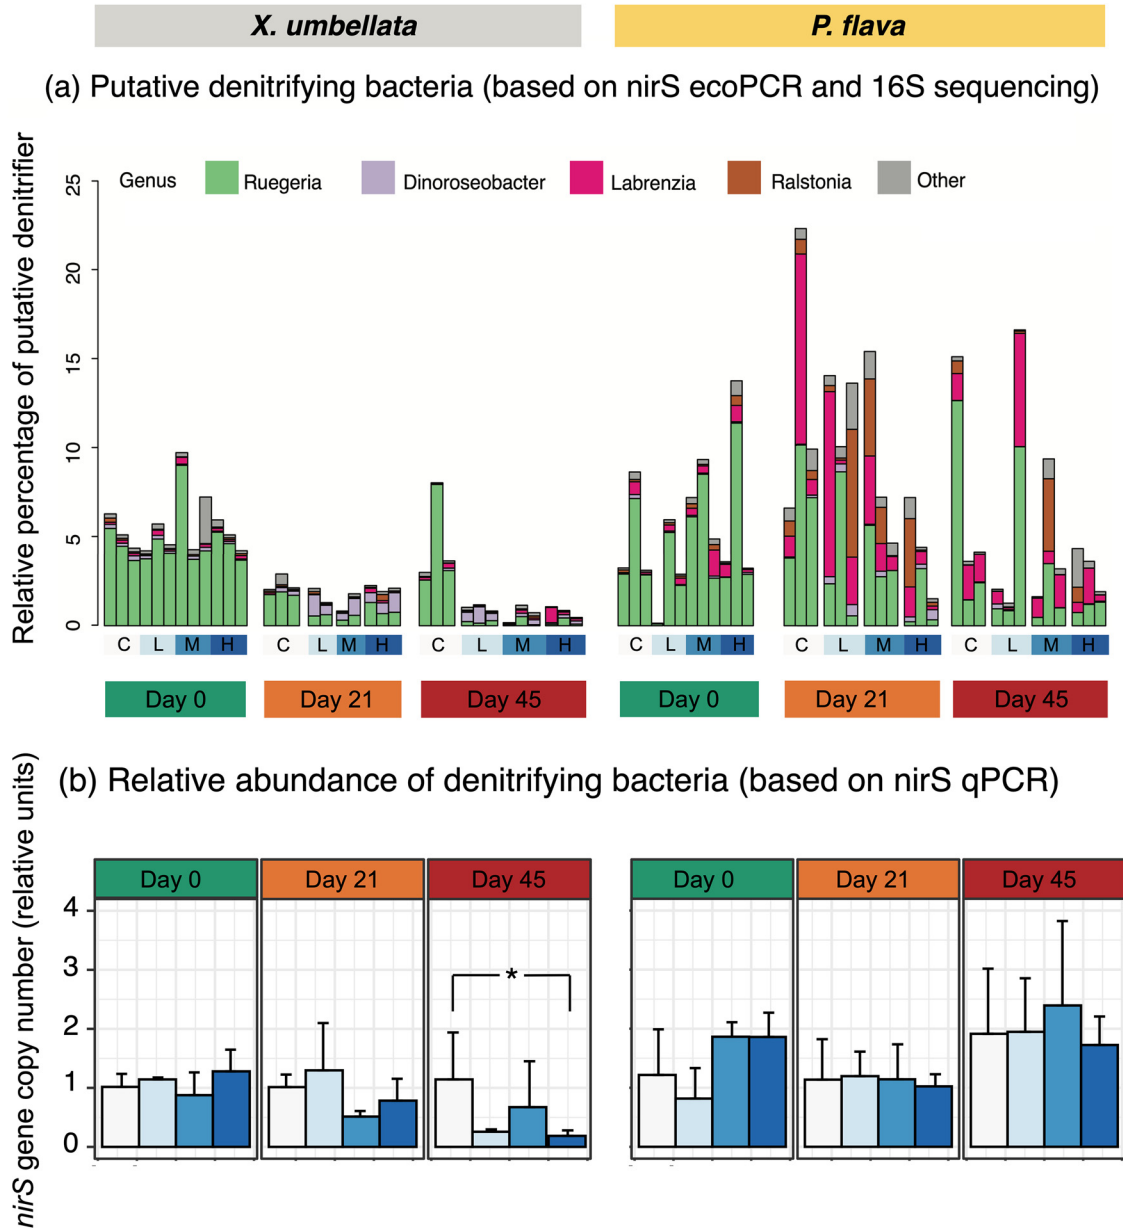 X. umbellata P. flava
(a) Putative denitrifying bacteria (based on nirS ecoPCR and 16S sequencing)
Relative percentage of putative denitrifier
Genus Ruegeria Dinoroseobacter Labrenzia Ralstonia Other
25
20
15
10
5
0
C L M H C L M H C L M H C L M H C L M H C L M H
Day 0 Day 21 Day 45 Day 0 Day 21 Day 45
(b) Relative abundance of denitrifying bacteria (based on nirS qPCR)
nirS gene copy number (relative units)
Day 0 Day 21 Day 45 Day 0 Day 21 Day 45
4
3
*
2
1
0